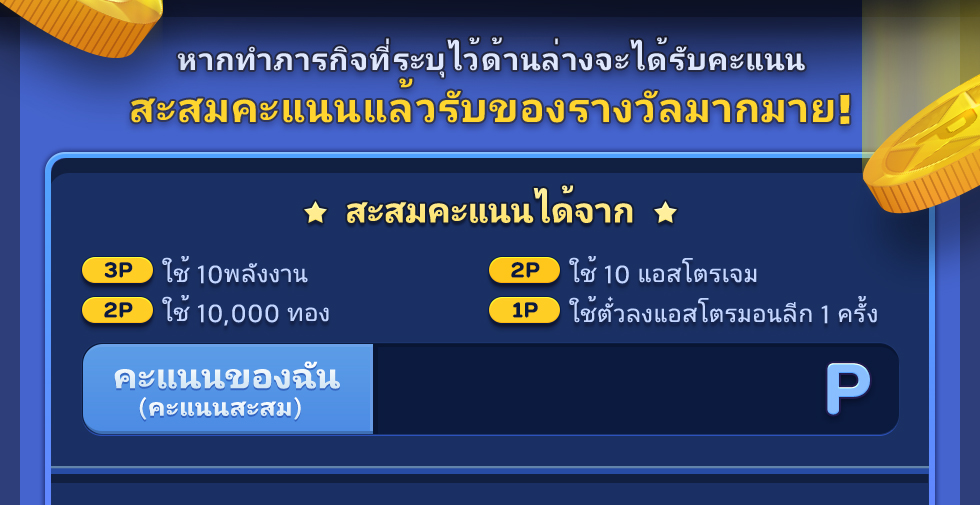 หากทำภารกิจที่ระบุไว้ด้านล่างจะได้รับคะแนน
สะสมคะแนนแล้วรับของรางวัลมากมาย!
สะสมคะแนนได้จาก
3P ใช้ 10พลังงาน
2P ใช้ 10 แอสโตรเจม
2P ใช้ 10,000 ทอง
1P ใช้ตั๋วลงแอสโตรมอนลีก 1 ครั้ง
คะแนนของฉัน
(คะแนนสะสม)
P